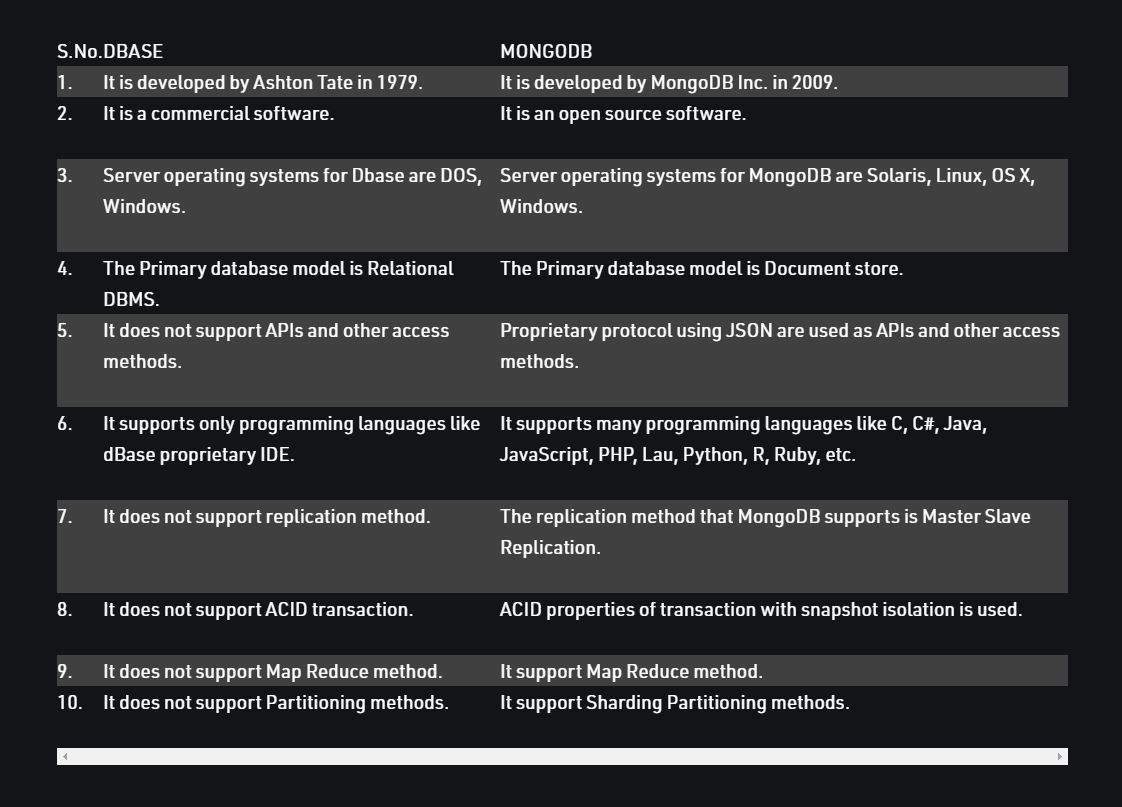 S.No.DBASE MONGODB
1. It is developed by Ashton Tate in 1979. It is developed by MongoDB Inc. in 2009.
2. It is a commercial software. It is an open source software.
3. Server operating systems for Dbase are DOS, Server operating systems for MongoDB are Solaris, Linux, OS X,
Windows. Windows.
4. The Primary database model is Relational The Primary database model is Document store.
DBMS.
5. It does not support APIs and other access Proprietary protocol using JSON are used as APIs and other access
methods. methods.
6. It supports only programming languages like It supports many programming languages like C, C#, Java,
dBase proprietary IDE. JavaScript, PHP, Lau, Python, R, Ruby, etc.
7. It does not support replication method. The replication method that MongoDB supports is Master Slave
Replication.
8. It does not support ACID transaction. ACID properties of transaction with snapshot isolation is used.
9. It does not support Map Reduce method. It support Map Reduce method.
10. It does not support Partitioning methods. It support Sharding Partitioning methods.